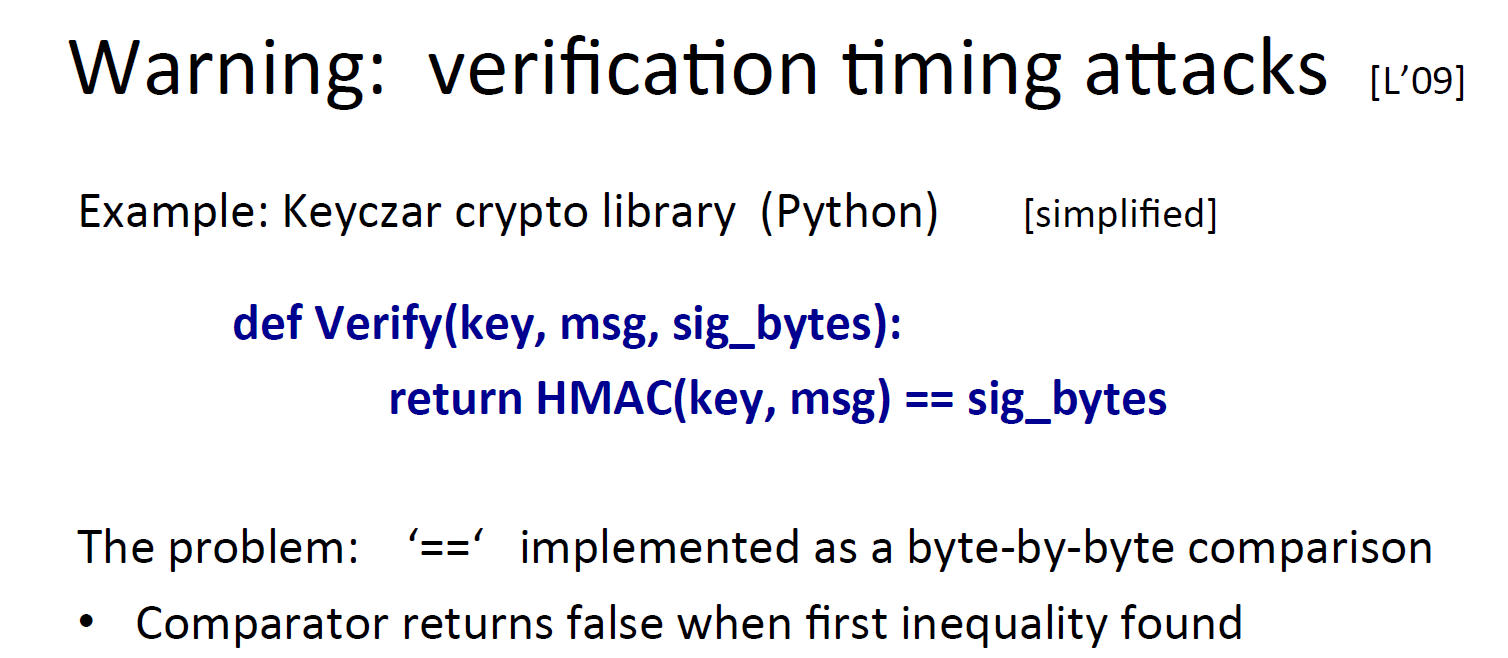 Warning: verification timing attacks [L’09]
Example: Keyczar crypto library (Python) [simplified]
def Verify(key, msg, sig_bytes):
return HMAC(key, msg) == sig_bytes
The problem: ‘==‘ implemented as a byte-by-byte comparison
• Comparator returns false when first inequality found